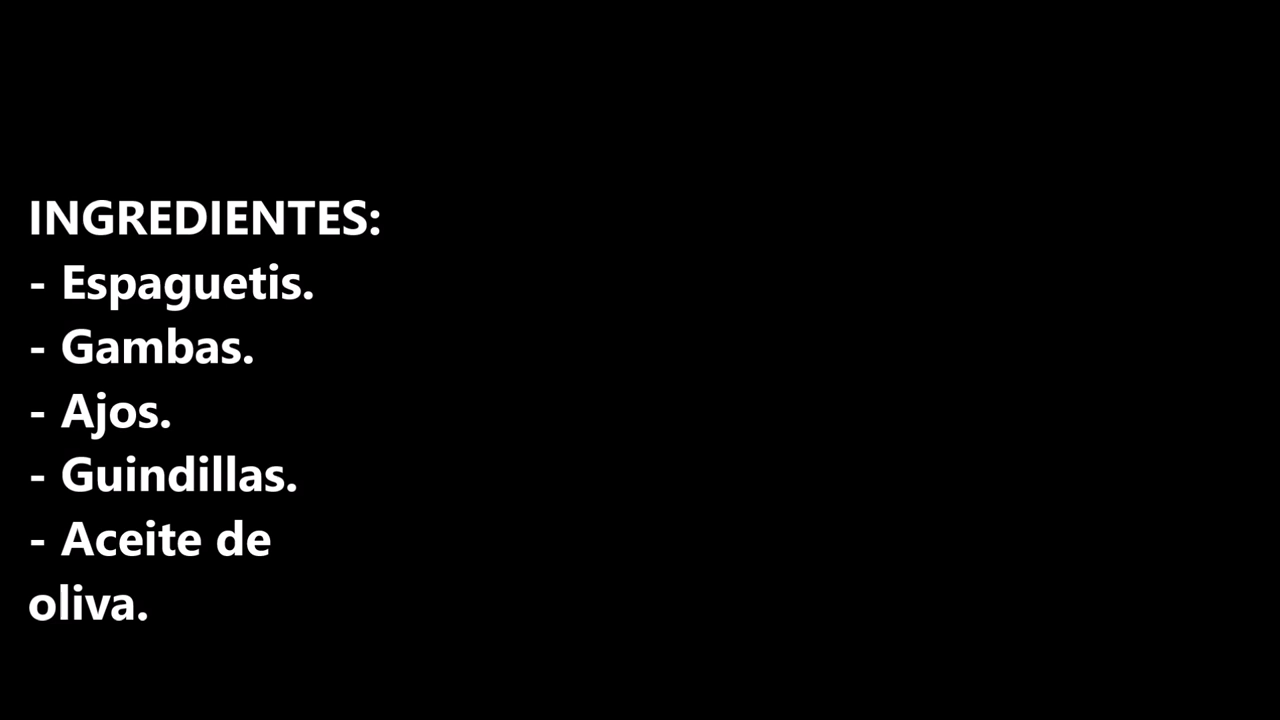 INGREDIENTES:
- Espaguetis.
- Gambas.
- Ajos.
- Guindillas.
- Aceite de
oliva.